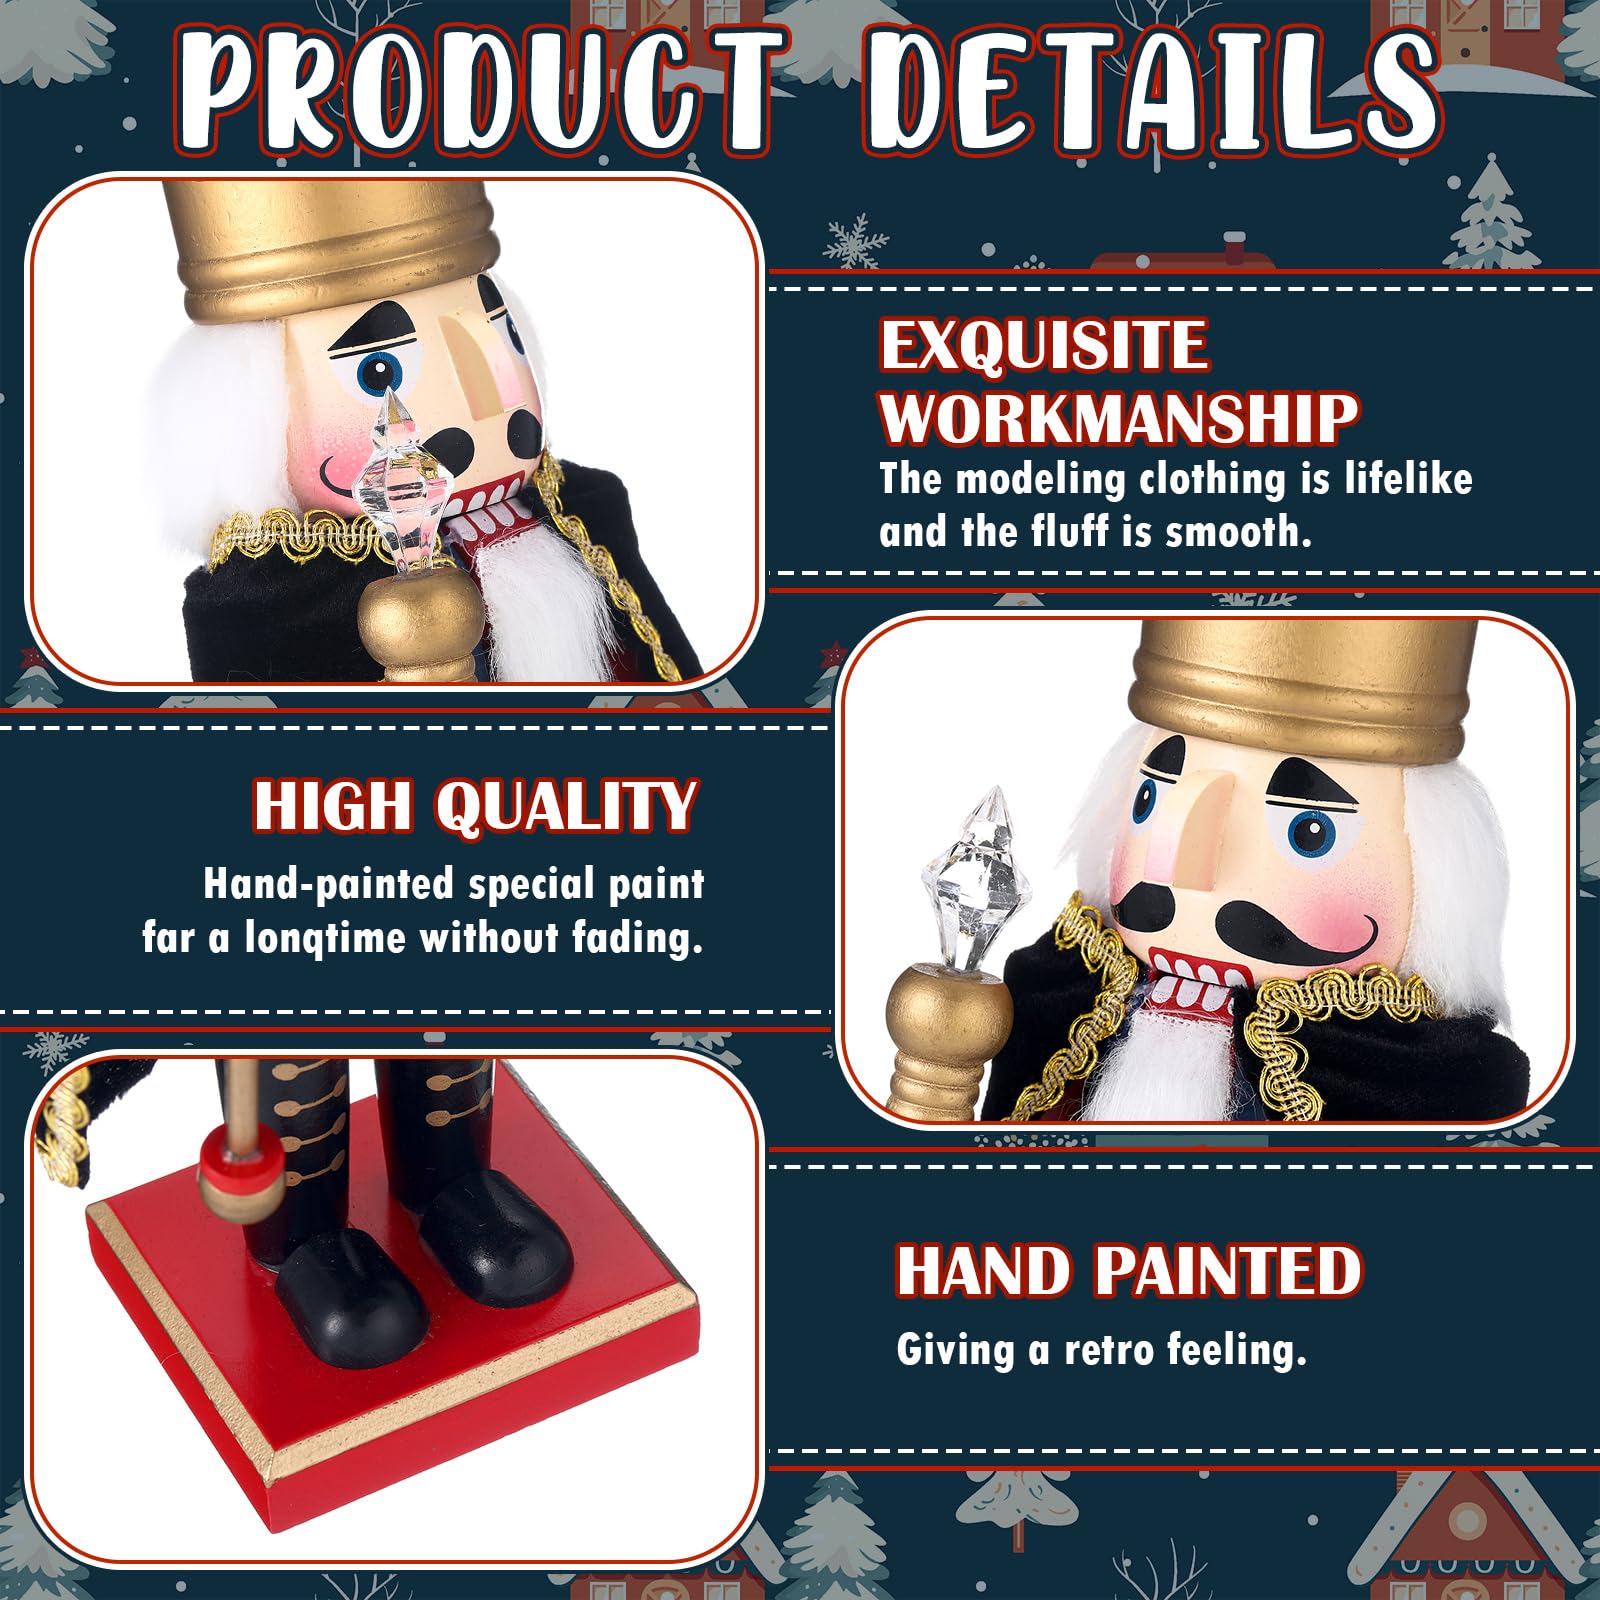 PRODUCT DETAILS
EXQUISITE
WORKMANSHIP
The modeling clothing is lifelike
and the fluff is smooth.
HIGH QUALITY
Hand-painted special paint
far a lonqtime without fading.
HAND PAINTED
Giving a retro feeling.